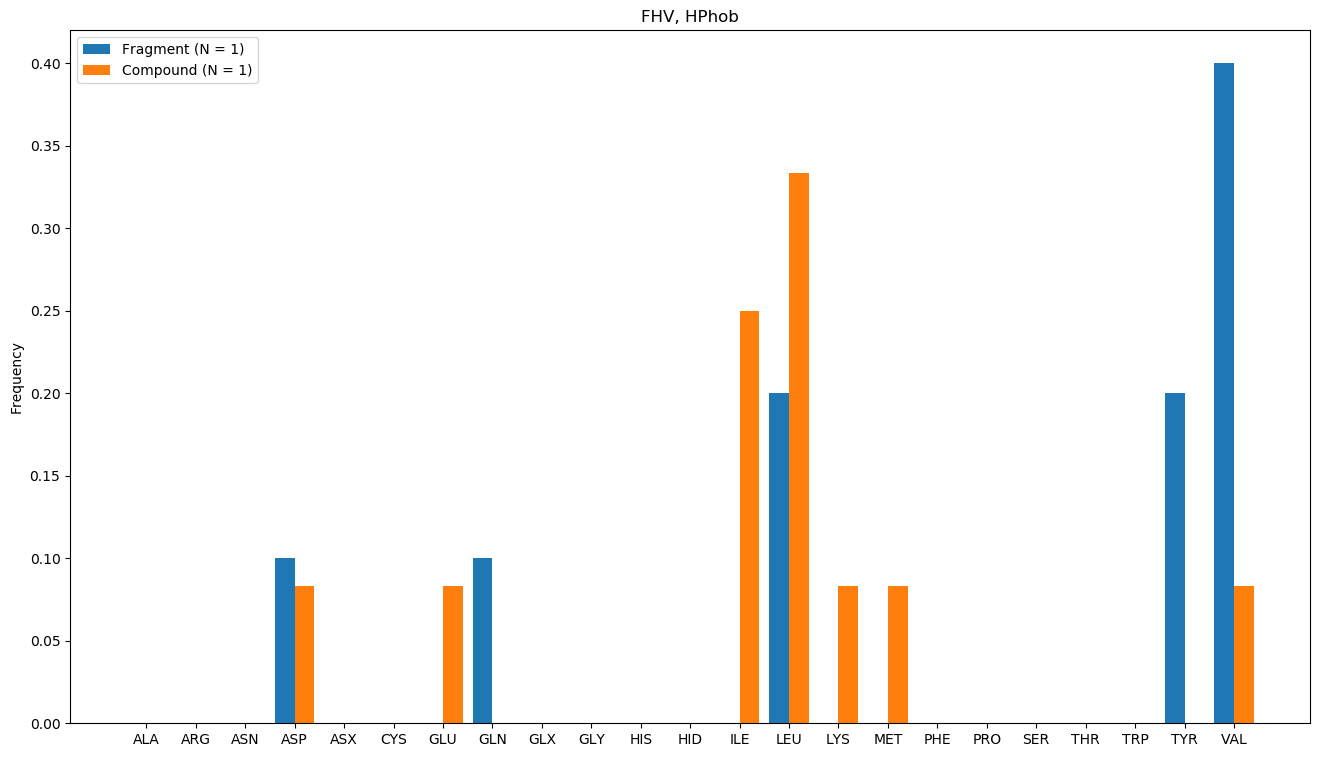 FHV, HPhob
Fragment (N = 1)
Compound (N = 1)
Frequency
0.40
0.35
0.30
0.25
0.20
0.15
0.10
0.05
0.00
ALA ARG ASN ASP ASX CYS GLU GLN GLX GLY HIS HID ILE LEU LYS MET PHE PRO SER THR TRP TYR VAL